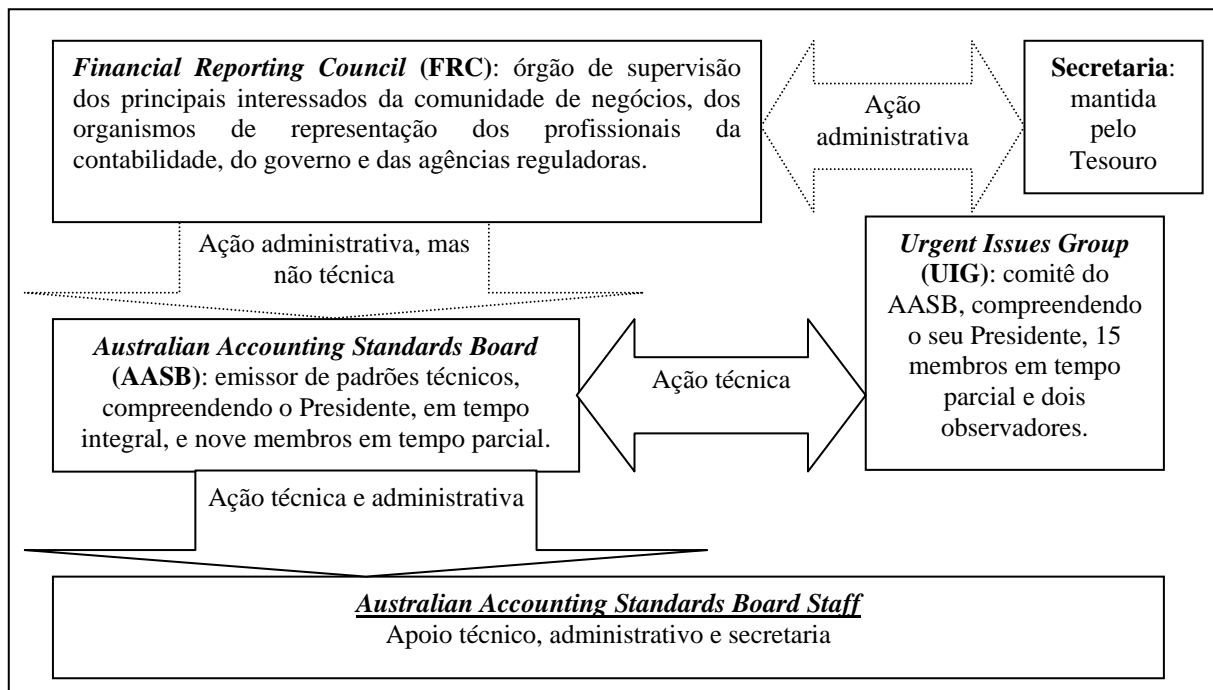 Financial Reporting Council (FRC): órgão de supervisão
dos principais interessados da comunidade de negócios, dos
organismos de representação dos profissionais da
contabilidade, do governo e das agências reguladoras.
Ação
administrativa
Secretaria:
mantida
pelo
Tesouro
Ação administrativa, mas
não técnica
Urgent Issues Group
(UIG): comitê do
AASB, compreendendo
o seu Presidente, 15
membros em tempo
parcial e dois
observadores.
Australian Accounting Standards Board
(AASB): emissor de padrões técnicos,
compreendendo o Presidente, em tempo
integral, e nove membros em tempo parcial.
Ação técnica
Ação técnica e administrativa
Australian Accounting Standards Board Staff
Apoio técnico, administrativo e secretaria